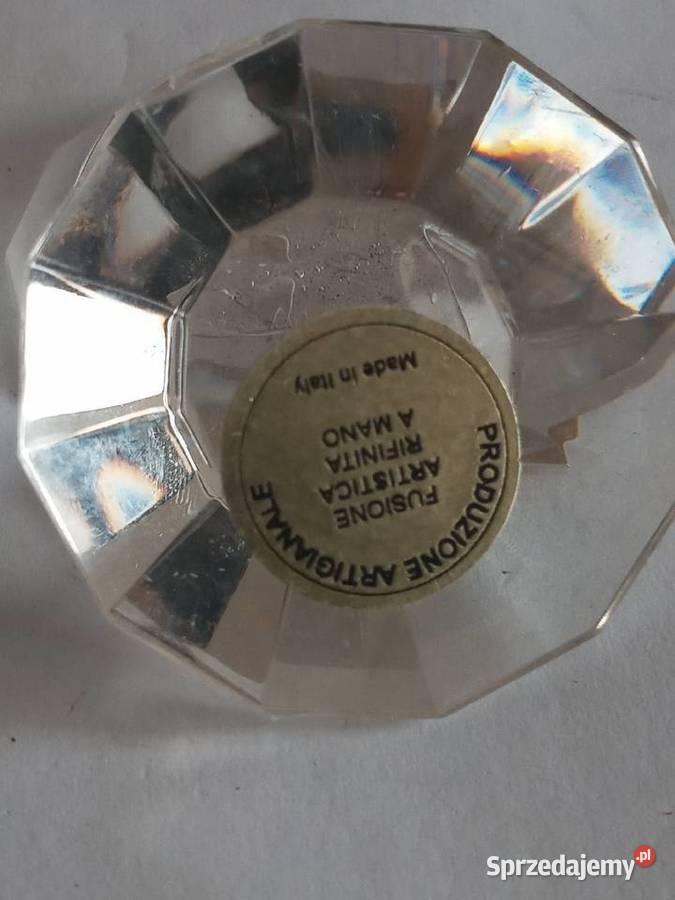 PRODUZIONE ARTIGIANALE
FUSIONE
ARTISTICA
RIFINITA
A MANO
Made in Italy
Sprzedajemy.pl